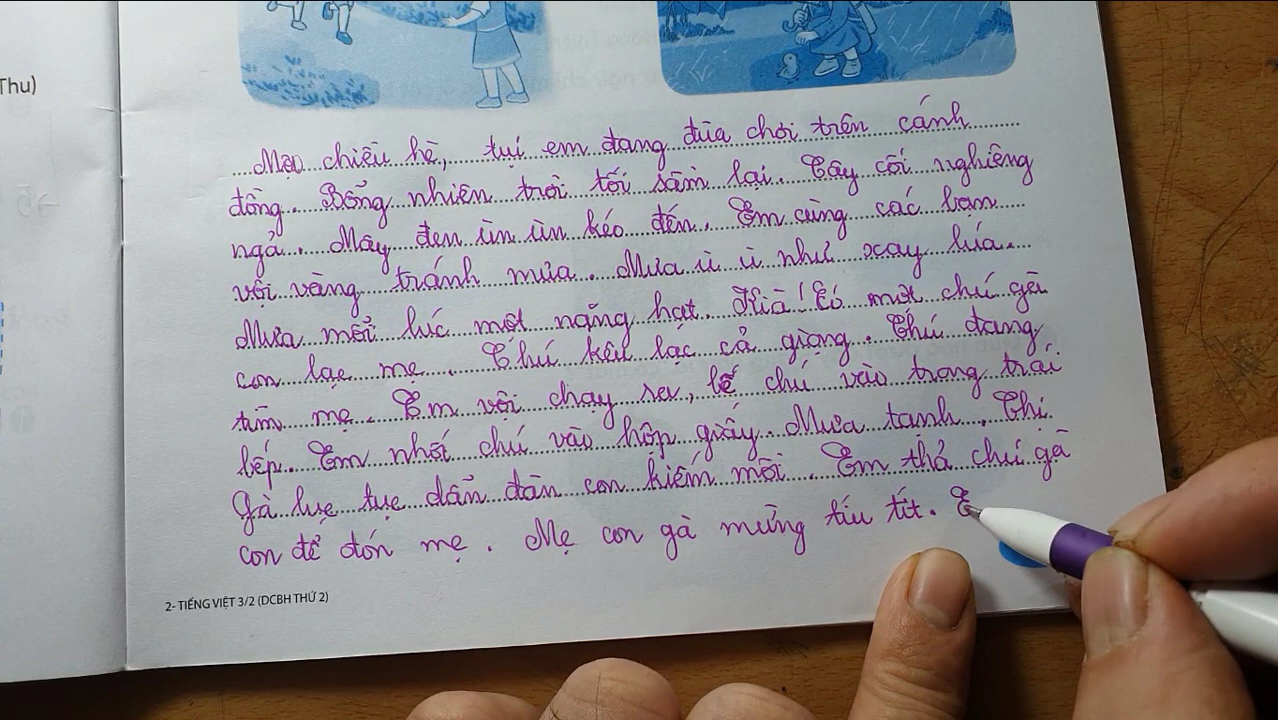 Thu)
Một chiều hè, tụi em đang đùa chơi trên cánh
đồng. Bổng nhiên trời tối sầm lại. Cây cối nghiêng
ngả. Mây đen ùn ùn kéo đến. Em cùng các bạn
vội vàng tránh mưa. Mưa ù ù như xay lúa.
Mưa mỗi lúc một nặng hạt. Kìa! Có một chú gà
con lạc mẹ. Chú kêu lạc cả giọng. Chú đang
tìm mẹ. Em vội chạy ra, bế chú vào trong trái
bếp. Em nhốt chú vào hộp giấy. Mưa tạnh. Chị
Gà lục tục dẫn đàn con kiếm mồi. Em thả chú gà
con để đón mẹ. Mẹ con gà mừng tíu tít. E
2- TIẾNG VIỆT 3/2 (DCBH THỨ 2)